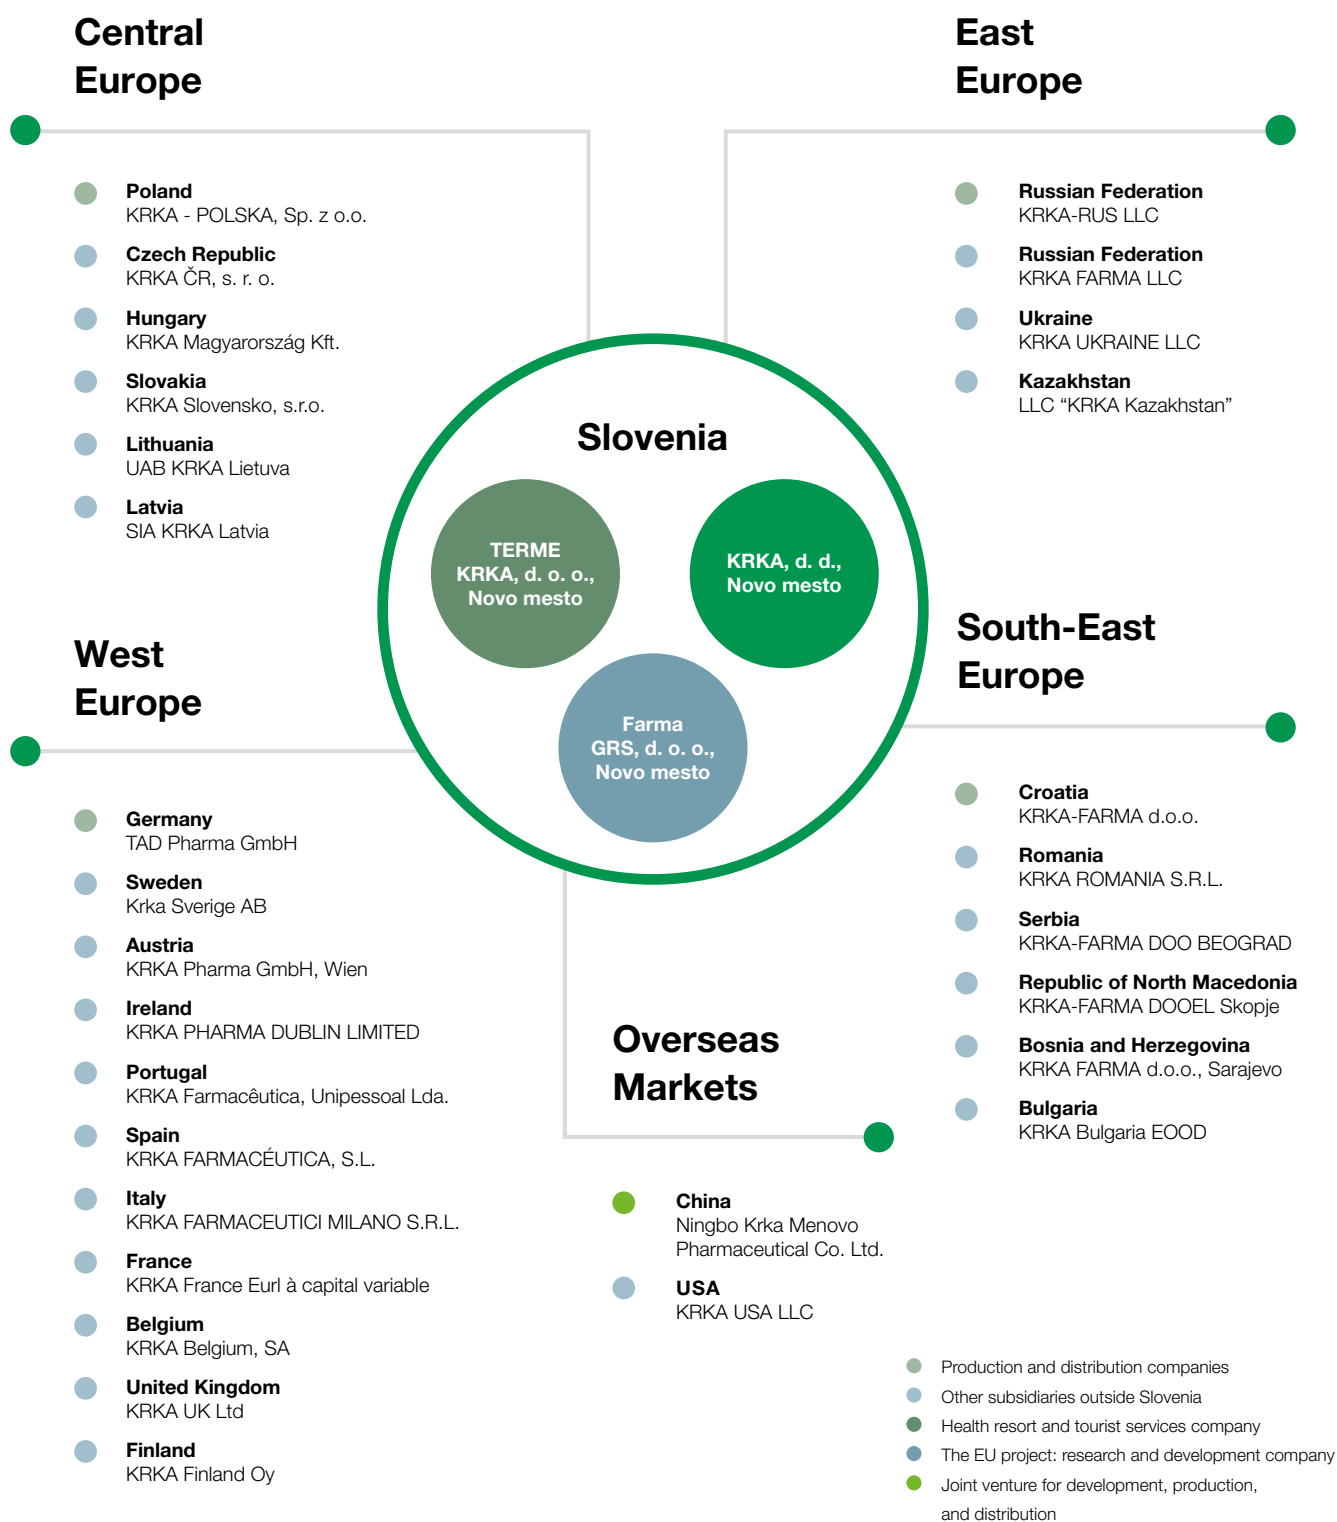 Central
Europe
Poland
KRKA - POLSKA, Sp. z o.o.
Czech Republic
KRKA ČR, s. r. o.
Hungary
KRKA Magyarország Kft.
Slovakia
KRKA Slovensko, s.r.o.
Lithuania
UAB KRKA Lietuva
Latvia
SIA KRKA Latvia
East
Europe
Russian Federation
KRKA-RUS LLC
Russian Federation
KRKA FARMA LLC
Ukraine
KRKA UKRAINE LLC
Kazakhstan
LLC “KRKA Kazakhstan”
Slovenia
TERME
KRKA, d. o. o.,
Novo mesto
KRKA, d. d.,
Novo mesto
Farma
GRS, d. o. o.,
Novo mesto
West
Europe
Germany
TAD Pharma GmbH
Sweden
Krka Sverige AB
Austria
KRKA Pharma GmbH, Wien
Ireland
KRKA PHARMA DUBLIN LIMITED
Portugal
KRKA Farmacêutica, Unipessoal Lda.
Spain
KRKA FARMACÉUTICA, S.L.
Italy
KRKA FARMACEUTICI MILANO S.R.L.
France
KRKA France Eurl à capital variable
Belgium
KRKA Belgium, SA
United Kingdom
KRKA UK Ltd
Finland
KRKA Finland Oy
South-East
Europe
Croatia
KRKA-FARMA d.o.o.
Romania
KRKA ROMANIA S.R.L.
Serbia
KRKA-FARMA DOO BEOGRAD
Republic of North Macedonia
KRKA-FARMA DOOEL Skopje
Bosnia and Herzegovina
KRKA FARMA d.o.o., Sarajevo
Bulgaria
KRKA Bulgaria EOOD
Overseas
Markets
China
Ningbo Krka Menovo
Pharmaceutical Co. Ltd.
USA
KRKA USA LLC
Production and distribution companies
Other subsidiaries outside Slovenia
Health resort and tourist services company
The EU project: research and development company
Joint venture for development, production,
and distribution